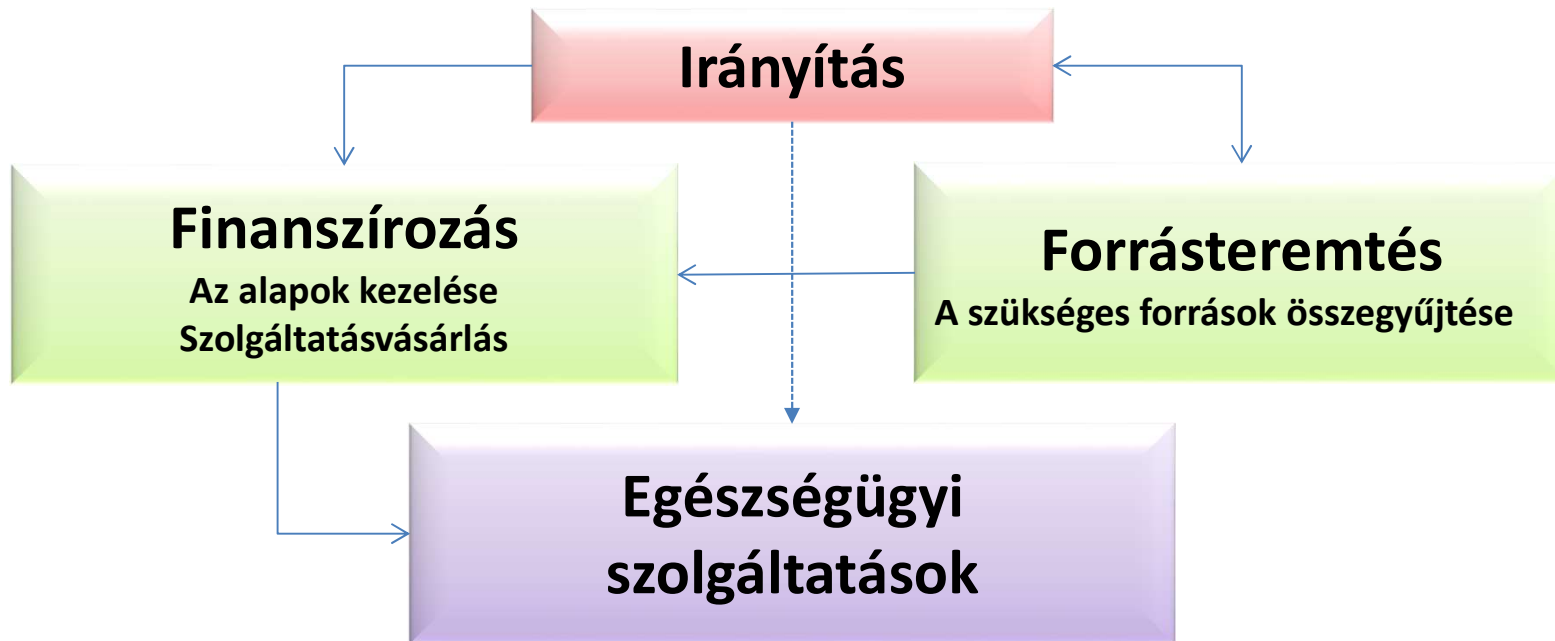 Irányítás
Finanszírozás
Az alapok kezelése
Szolgáltatásvásárlás
Forrásteremtés
A szükséges források összegyűjtése
Egészségügyi
szolgáltatások